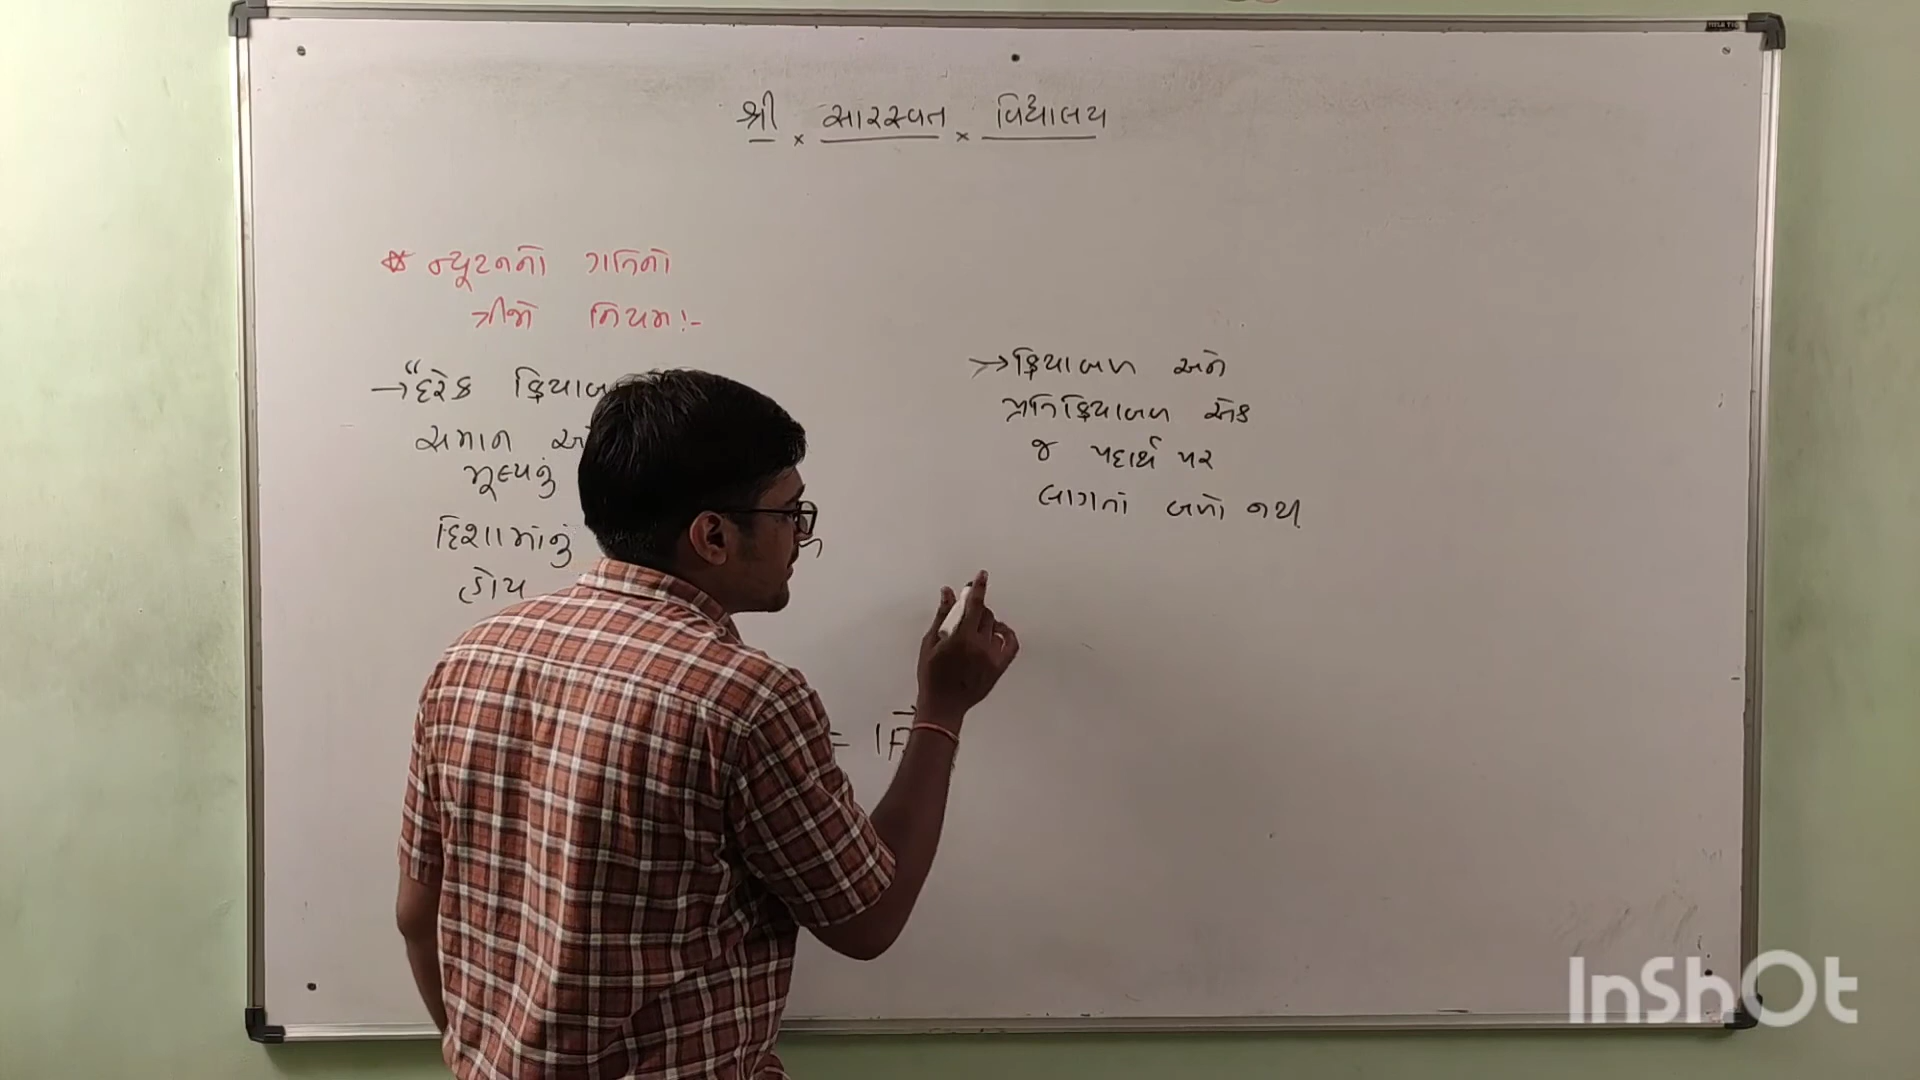 શ્રી × સારસ્વત × વિદ્યાલય
* ન્યૂટનનો ગતિનો
ત્રીજો નિયમ:-
→ "દરેક ક્રિયાબ
સમાન
મૂલ્યનું
દિશામાંનું
હોય
= |F
→ ક્રિયાબળ અને
પ્રતિક્રિયાબળ એક
જ પદાર્થ પર
લાગતાં બળો નથી
InShOt